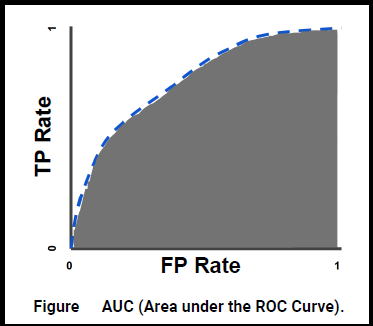 1
TP Rate
0
0
FP Rate
1
Figure AUC (Area under the ROC Curve).